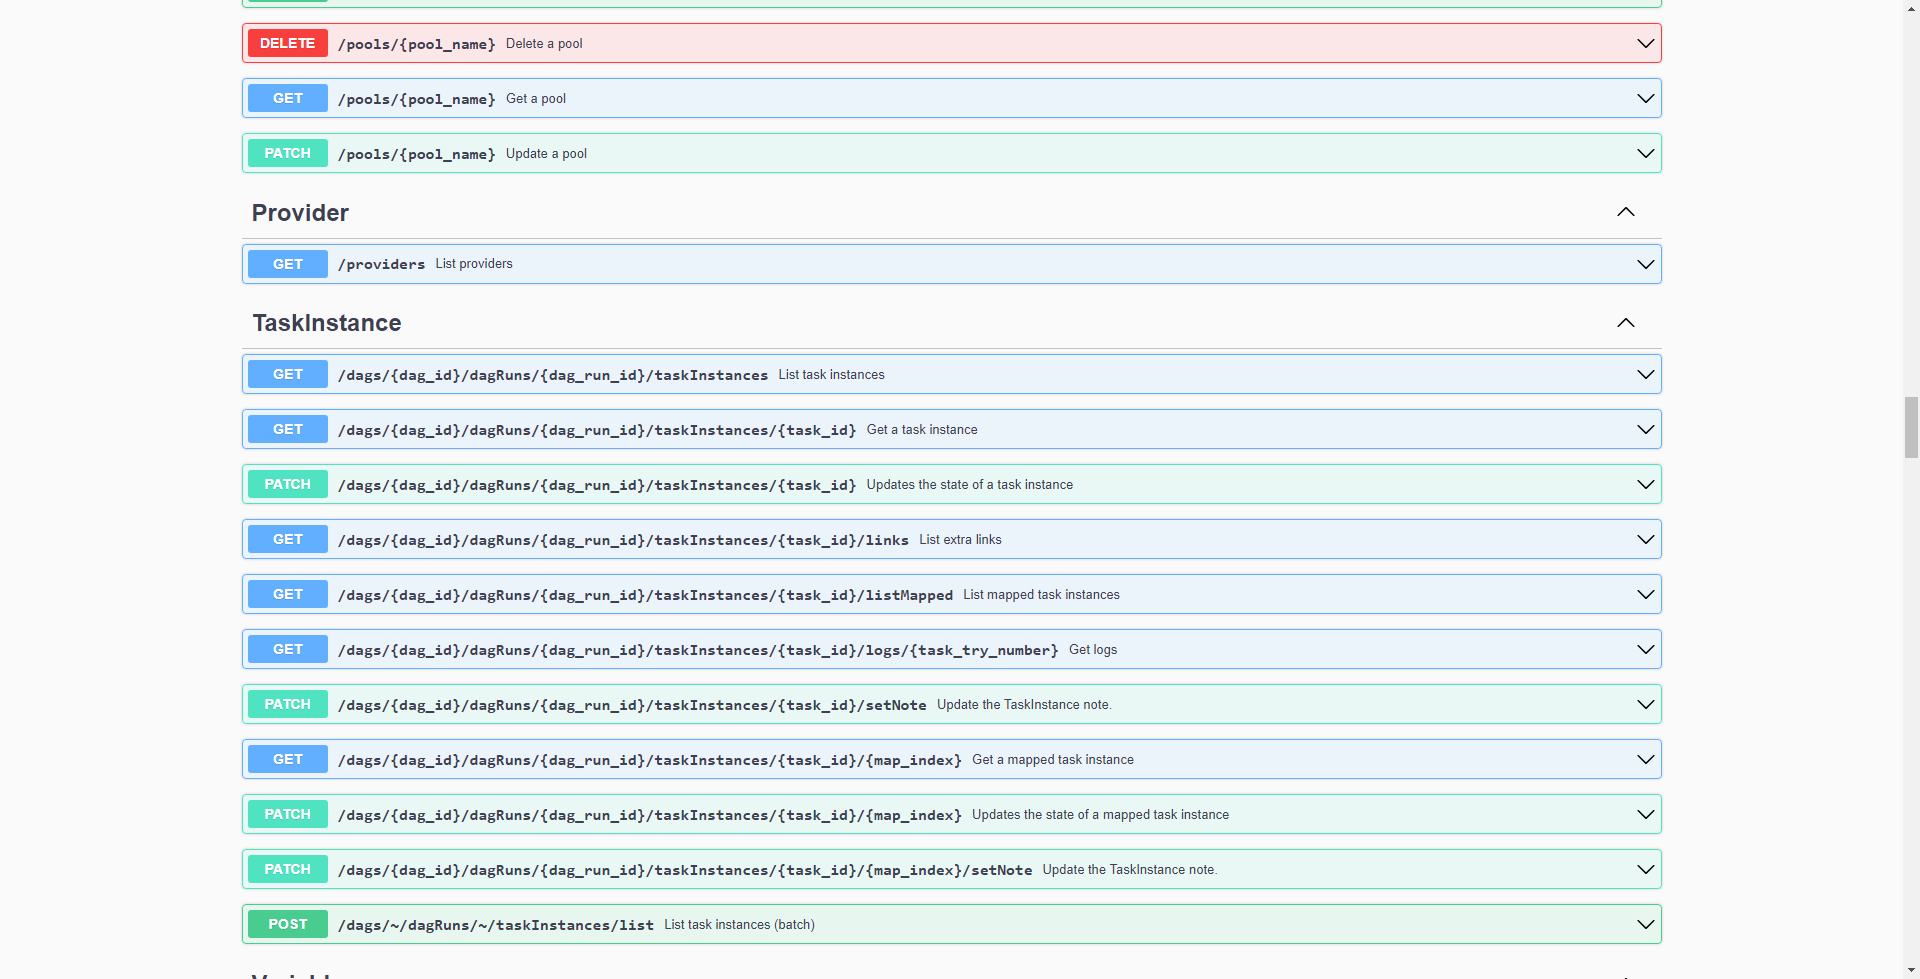 DELETE /pools/{pool_name} Delete a pool
GET /pools/{pool_name} Get a pool
PATCH /pools/{pool_name} Update a pool
Provider
GET /providers List providers
TaskInstance
GET /dags/{dag_id}/dagRuns/{dag_run_id}/taskInstances List task instances
GET /dags/{dag_id}/dagRuns/{dag_run_id}/taskInstances/{task_id} Get a task instance
PATCH /dags/{dag_id}/dagRuns/{dag_run_id}/taskInstances/{task_id} Updates the state of a task instance
GET /dags/{dag_id}/dagRuns/{dag_run_id}/taskInstances/{task_id}/links List extra links
GET /dags/{dag_id}/dagRuns/{dag_run_id}/taskInstances/{task_id}/listMapped List mapped task instances
GET /dags/{dag_id}/dagRuns/{dag_run_id}/taskInstances/{task_id}/logs/{task_try_number} Get logs
PATCH /dags/{dag_id}/dagRuns/{dag_run_id}/taskInstances/{task_id}/setNote Update the TaskInstance note.
GET /dags/{dag_id}/dagRuns/{dag_run_id}/taskInstances/{task_id}/{map_index} Get a mapped task instance
PATCH /dags/{dag_id}/dagRuns/{dag_run_id}/taskInstances/{task_id}/{map_index} Updates the state of a mapped task instance
PATCH /dags/{dag_id}/dagRuns/{dag_run_id}/taskInstances/{task_id}/{map_index}/setNote Update the TaskInstance note.
POST /dags/~/dagRuns/~/taskInstances/list List task instances (batch)